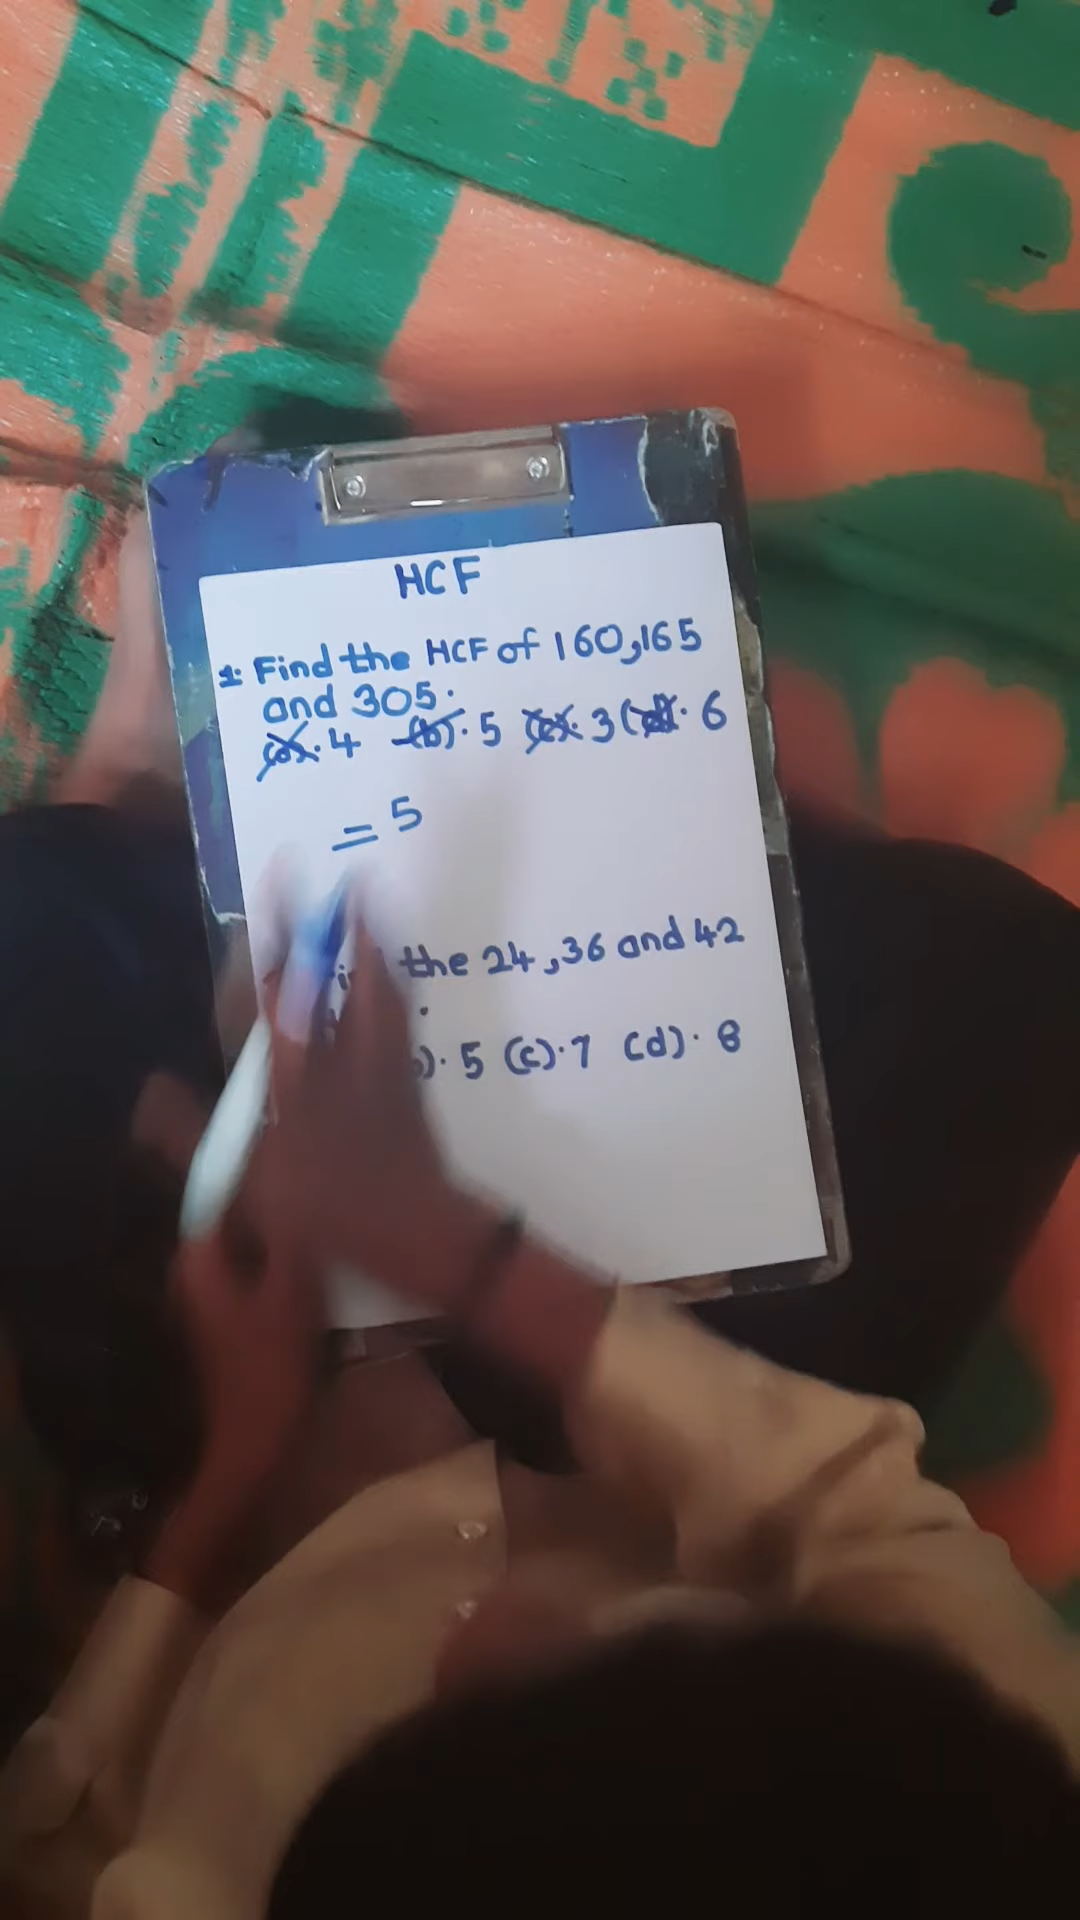 HCF
1. Find the HCF of 160,165
and 305.
(a). 4 (b). 5 (c). 3 (d). 6
= 5
the 24,36 and 42
). 5 (c). 7 (d). 8